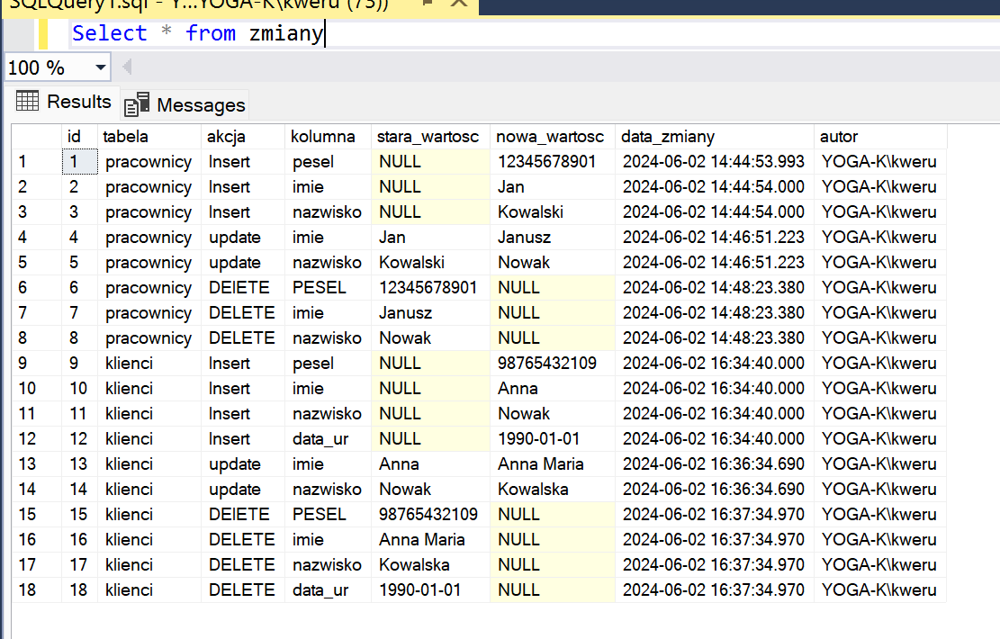 SQLQuery1.sql - Y...YOGA-K\kweru (73))
Select * from zmiany
100 %
Results Messages
id tabela akcja kolumna stara_wartosc nowa_wartosc data_zmiany autor
1 1 pracownicy Insert pesel NULL 12345678901 2024-06-02 14:44:53.993 YOGA-K\kweru
2 2 pracownicy Insert imie NULL Jan 2024-06-02 14:44:54.000 YOGA-K\kweru
3 3 pracownicy Insert nazwisko NULL Kowalski 2024-06-02 14:44:54.000 YOGA-K\kweru
4 4 pracownicy update imie Jan Janusz 2024-06-02 14:46:51.223 YOGA-K\kweru
5 5 pracownicy update nazwisko Kowalski Nowak 2024-06-02 14:46:51.223 YOGA-K\kweru
6 6 pracownicy DElETE PESEL 12345678901 NULL 2024-06-02 14:48:23.380 YOGA-K\kweru
7 7 pracownicy DELETE imie Janusz NULL 2024-06-02 14:48:23.380 YOGA-K\kweru
8 8 pracownicy DELETE nazwisko Nowak NULL 2024-06-02 14:48:23.380 YOGA-K\kweru
9 9 klienci Insert pesel NULL 98765432109 2024-06-02 16:34:40.000 YOGA-K\kweru
10 10 klienci Insert imie NULL Anna 2024-06-02 16:34:40.000 YOGA-K\kweru
11 11 klienci Insert nazwisko NULL Nowak 2024-06-02 16:34:40.000 YOGA-K\kweru
12 12 klienci Insert data_ur NULL 1990-01-01 2024-06-02 16:34:40.000 YOGA-K\kweru
13 13 klienci update imie Anna Anna Maria 2024-06-02 16:36:34.690 YOGA-K\kweru
14 14 klienci update nazwisko Nowak Kowalska 2024-06-02 16:36:34.690 YOGA-K\kweru
15 15 klienci DElETE PESEL 98765432109 NULL 2024-06-02 16:37:34.970 YOGA-K\kweru
16 16 klienci DELETE imie Anna Maria NULL 2024-06-02 16:37:34.970 YOGA-K\kweru
17 17 klienci DELETE nazwisko Kowalska NULL 2024-06-02 16:37:34.970 YOGA-K\kweru
18 18 klienci DELETE data_ur 1990-01-01 NULL 2024-06-02 16:37:34.970 YOGA-K\kweru